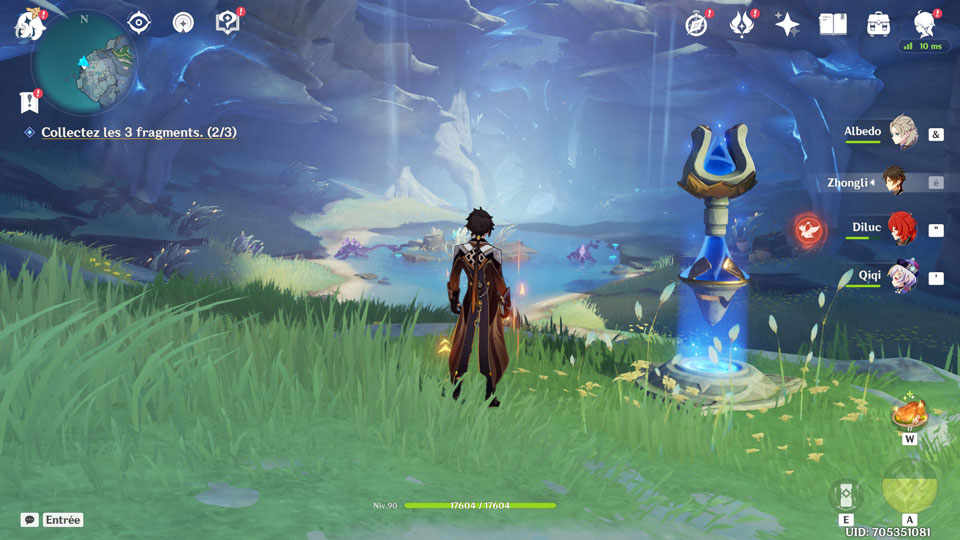 N
10 ms
Collectez les 3 fragments. (2/3)
Albedo
&
Zhongli
é
Diluc
"
Qiqi
'
W
Niv.90
17604 / 17604
Entrée
E
A
UID: 705351081